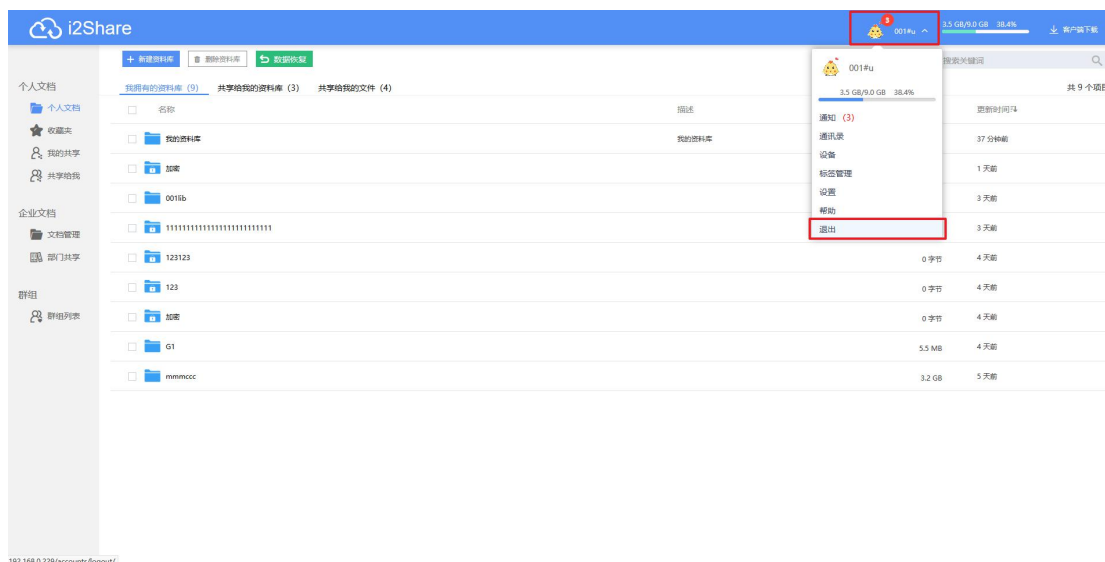 i2Share
3
001#u
3.5 GB/9.0 GB 38.4%
客户端下载
+ 新建资料库
删除资料库
数据恢复
搜索关键词
001#u
3.5 GB/9.0 GB 38.4%
通知 (3)
通讯录
设备
标签管理
设置
帮助
退出
个人文档
个人文档
收藏夹
我的共享
共享给我
企业文档
文档管理
部门共享
群组
群组列表
我拥有的资料库 (9) 共享给我的资料库 (3) 共享给我的文件 (4)
共 9 个项目
名称 描述 更新时间
我的资料库 我的资料库 37 分钟前
加密 1 天前
001lib 3 天前
3 天前
123123 0 字节 4 天前
123 0 字节 4 天前
加密 0 字节 4 天前
G1 5.5 MB 4 天前
mmmccc 3.2 GB 5 天前
192.168.0.239/accounts/logout/